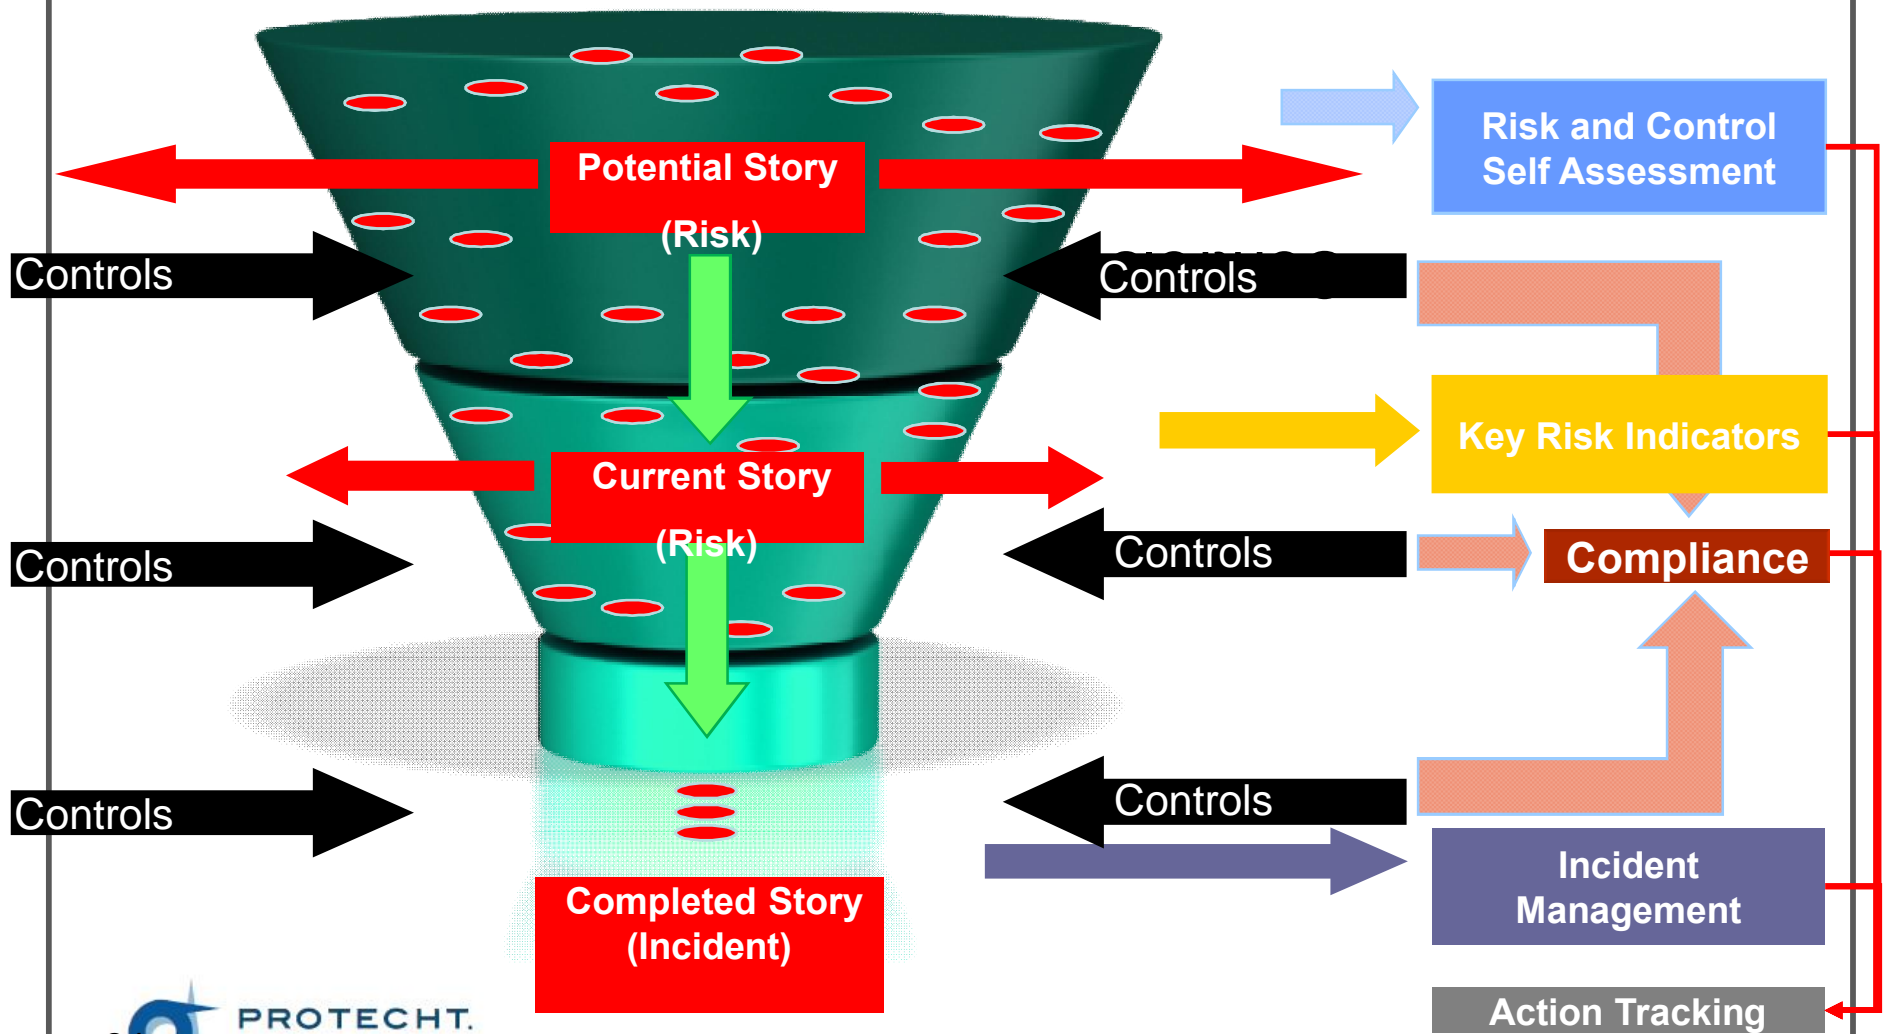 Potential Story
(Risk)
Risk and Control
Self Assessment
Controls
Controls
Key Risk Indicators
Current Story
(Risk)
Controls
Controls
Compliance
Controls
Controls
Incident
Management
Completed Story
(Incident)
Action Tracking
PROTECHT.